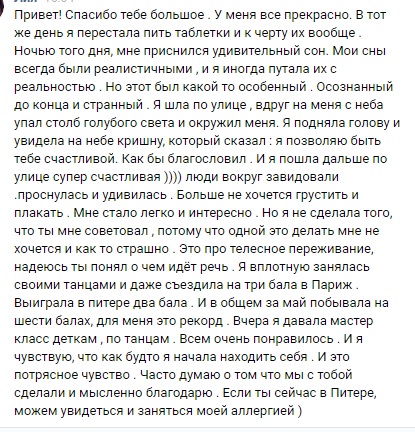 Привет! Спасибо тебе большое . У меня все прекрасно. В тот
же день я перестала пить таблетки и к черту их вообще .
Ночью того дня, мне приснился удивительный сон. Мои сны
всегда были реалистичными , и я иногда путала их с
реальностью . Но этот был какой то особенный . Осознанный
до конца и странный . Я шла по улице , вдруг на меня с неба
упал столб голубого света и окружил меня. Я подняла голову и
увидела на небе кришну, который сказал : я позволяю быть
тебе счастливой. Как бы благословил . И я пошла дальше по
улице супер счастливая )))) люди вокруг завидовали
.проснулась и удивилась . Больше не хочется грустить и
плакать . Мне стало легко и интересно . Но я не сделала того,
что ты мне советовал , потому что одной это делать мне не
хочется и как то страшно . Это про телесное переживание,
надеюсь ты понял о чем идёт речь . Я вплотную занялась
своими танцами и даже съездила на три бала в Париж .
Выиграла в питере два бала . И в общем за май побывала на
шести балах, для меня это рекорд . Вчера я давала мастер
класс деткам , по танцам . Всем очень понравилось . И я
чувствую, что как будто я начала находить себя . И это
потрясное чувство . Часто думаю о том что мы с тобой
сделали и мысленно благодарю . Если ты сейчас в Питере,
можем увидеться и заняться моей аллергией )